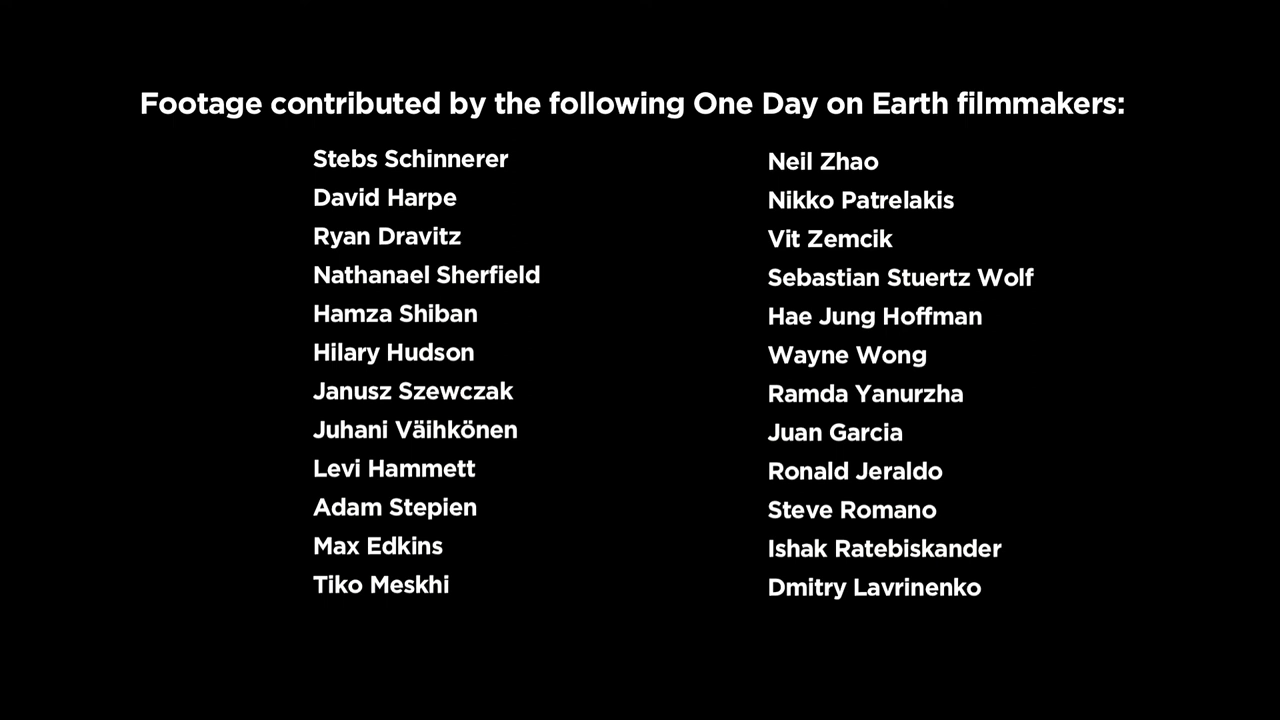 Footage contributed by the following One Day on Earth filmmakers:
Stebs Schinnerer
David Harpe
Ryan Dravitz
Nathanael Sherfield
Hamza Shiban
Hilary Hudson
Janusz Szewczak
Juhani Väihkönen
Levi Hammett
Adam Stepien
Max Edkins
Tiko Meskhi
Neil Zhao
Nikko Patrelakis
Vit Zemcik
Sebastian Stuertz Wolf
Hae Jung Hoffman
Wayne Wong
Ramda Yanurzha
Juan Garcia
Ronald Jeraldo
Steve Romano
Ishak Ratebiskander
Dmitry Lavrinenko